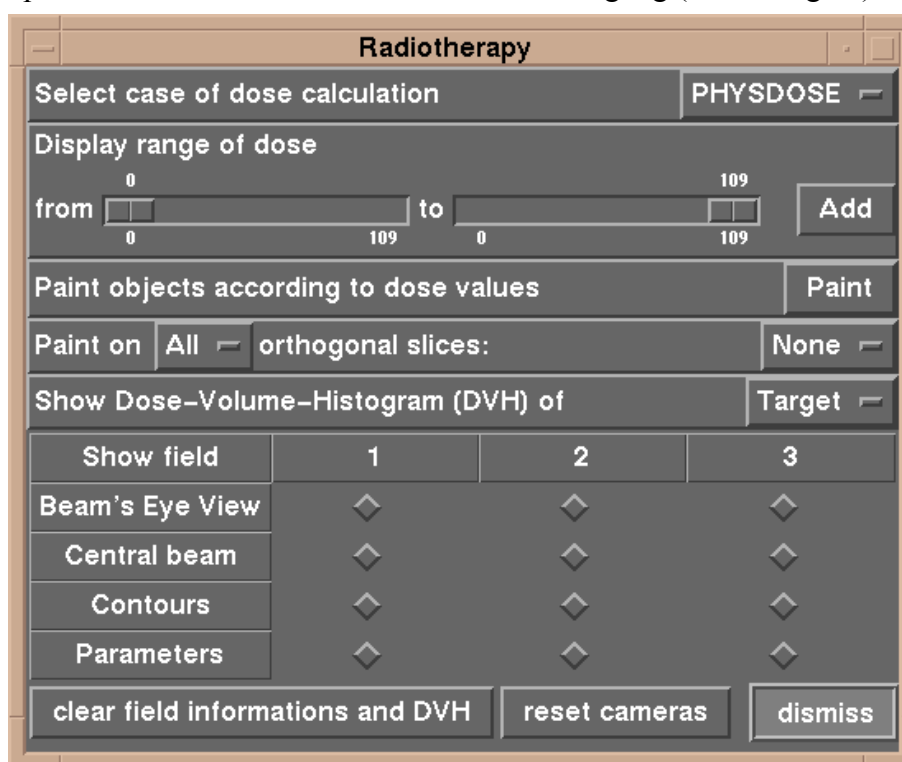 Radiotherapy
Select case of dose calculation PHYSDOSE
Display range of dose
0 109
from to Add
0 109 0 109
Paint objects according to dose values Paint
Paint on All orthogonal slices: None
Show Dose-Volume-Histogram (DVH) of Target
Show field 1 2 3
Beam's Eye View
Central beam
Contours
Parameters
clear field informations and DVH reset cameras dismiss